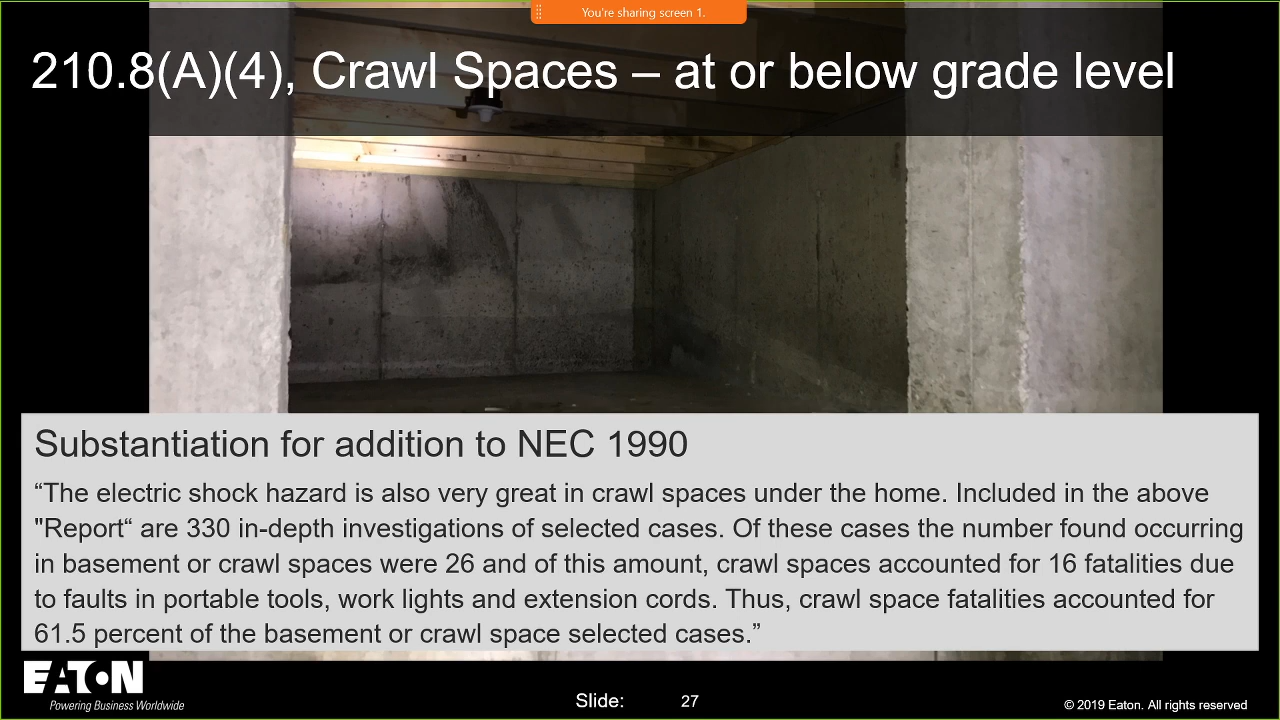 You're sharing screen 1.
210.8(A)(4), Crawl Spaces – at or below grade level
Substantiation for addition to NEC 1990
“The electric shock hazard is also very great in crawl spaces under the home. Included in the above
"Report“ are 330 in-depth investigations of selected cases. Of these cases the number found occurring
in basement or crawl spaces were 26 and of this amount, crawl spaces accounted for 16 fatalities due
to faults in portable tools, work lights and extension cords. Thus, crawl space fatalities accounted for
61.5 percent of the basement or crawl space selected cases.”
EATON
Powering Business Worldwide
Slide: 27
© 2019 Eaton. All rights reserved